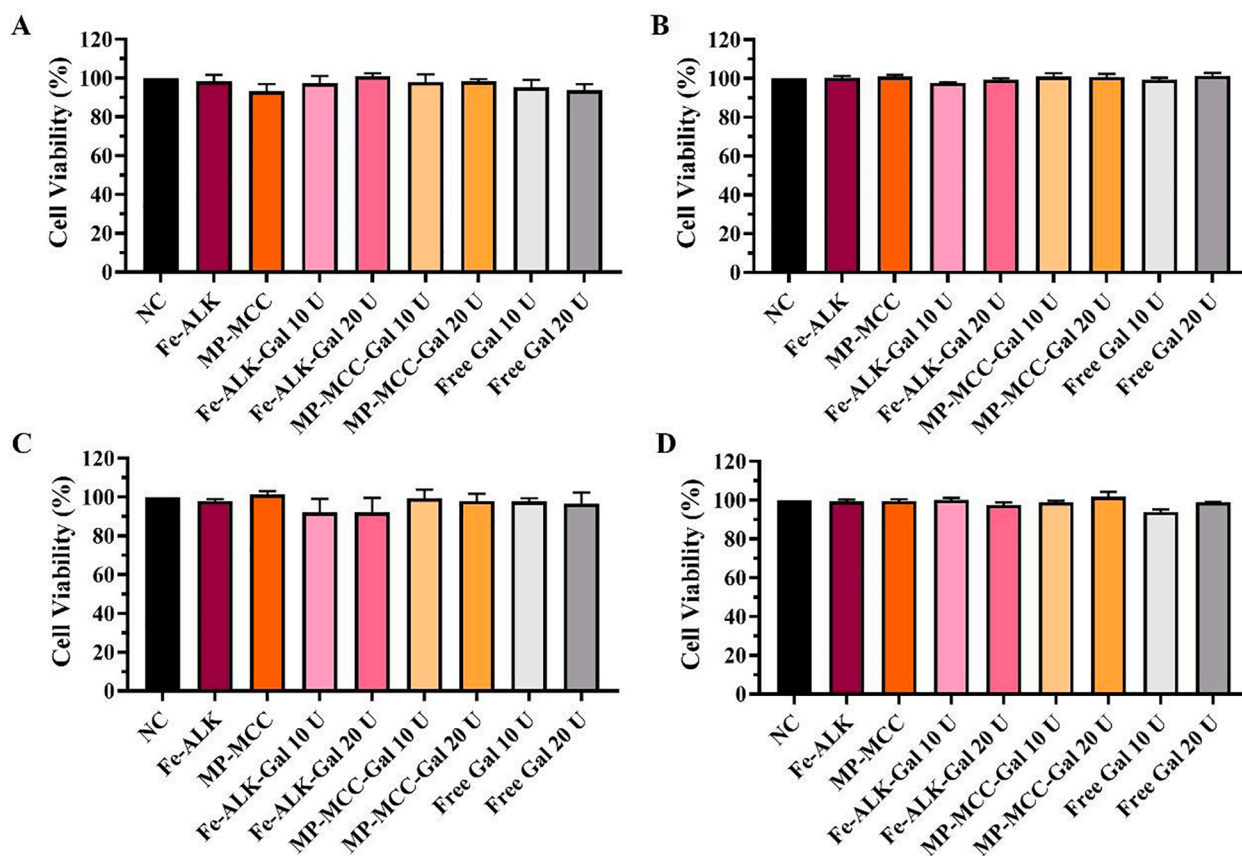 A
Cell Viability (%)
120
100
80
60
40
20
0
NC
Fe-ALK
MP-MCC
Fe-ALK-Gal 10 U
Fe-ALK-Gal 20 U
MP-MCC-Gal 10 U
MP-MCC-Gal 20 U
Free Gal 10 U
Free Gal 20 U
B
Cell Viability (%)
120
100
80
60
40
20
0
NC
Fe-ALK
MP-MCC
Fe-ALK-Gal 10 U
Fe-ALK-Gal 20 U
MP-MCC-Gal 10 U
MP-MCC-Gal 20 U
Free Gal 10 U
Free Gal 20 U
C
Cell Viability (%)
120
100
80
60
40
20
0
NC
Fe-ALK
MP-MCC
Fe-ALK-Gal 10 U
Fe-ALK-Gal 20 U
MP-MCC-Gal 10 U
MP-MCC-Gal 20 U
Free Gal 10 U
Free Gal 20 U
D
Cell Viability (%)
120
100
80
60
40
20
0
NC
Fe-ALK
MP-MCC
Fe-ALK-Gal 10 U
Fe-ALK-Gal 20 U
MP-MCC-Gal 10 U
MP-MCC-Gal 20 U
Free Gal 10 U
Free Gal 20 U